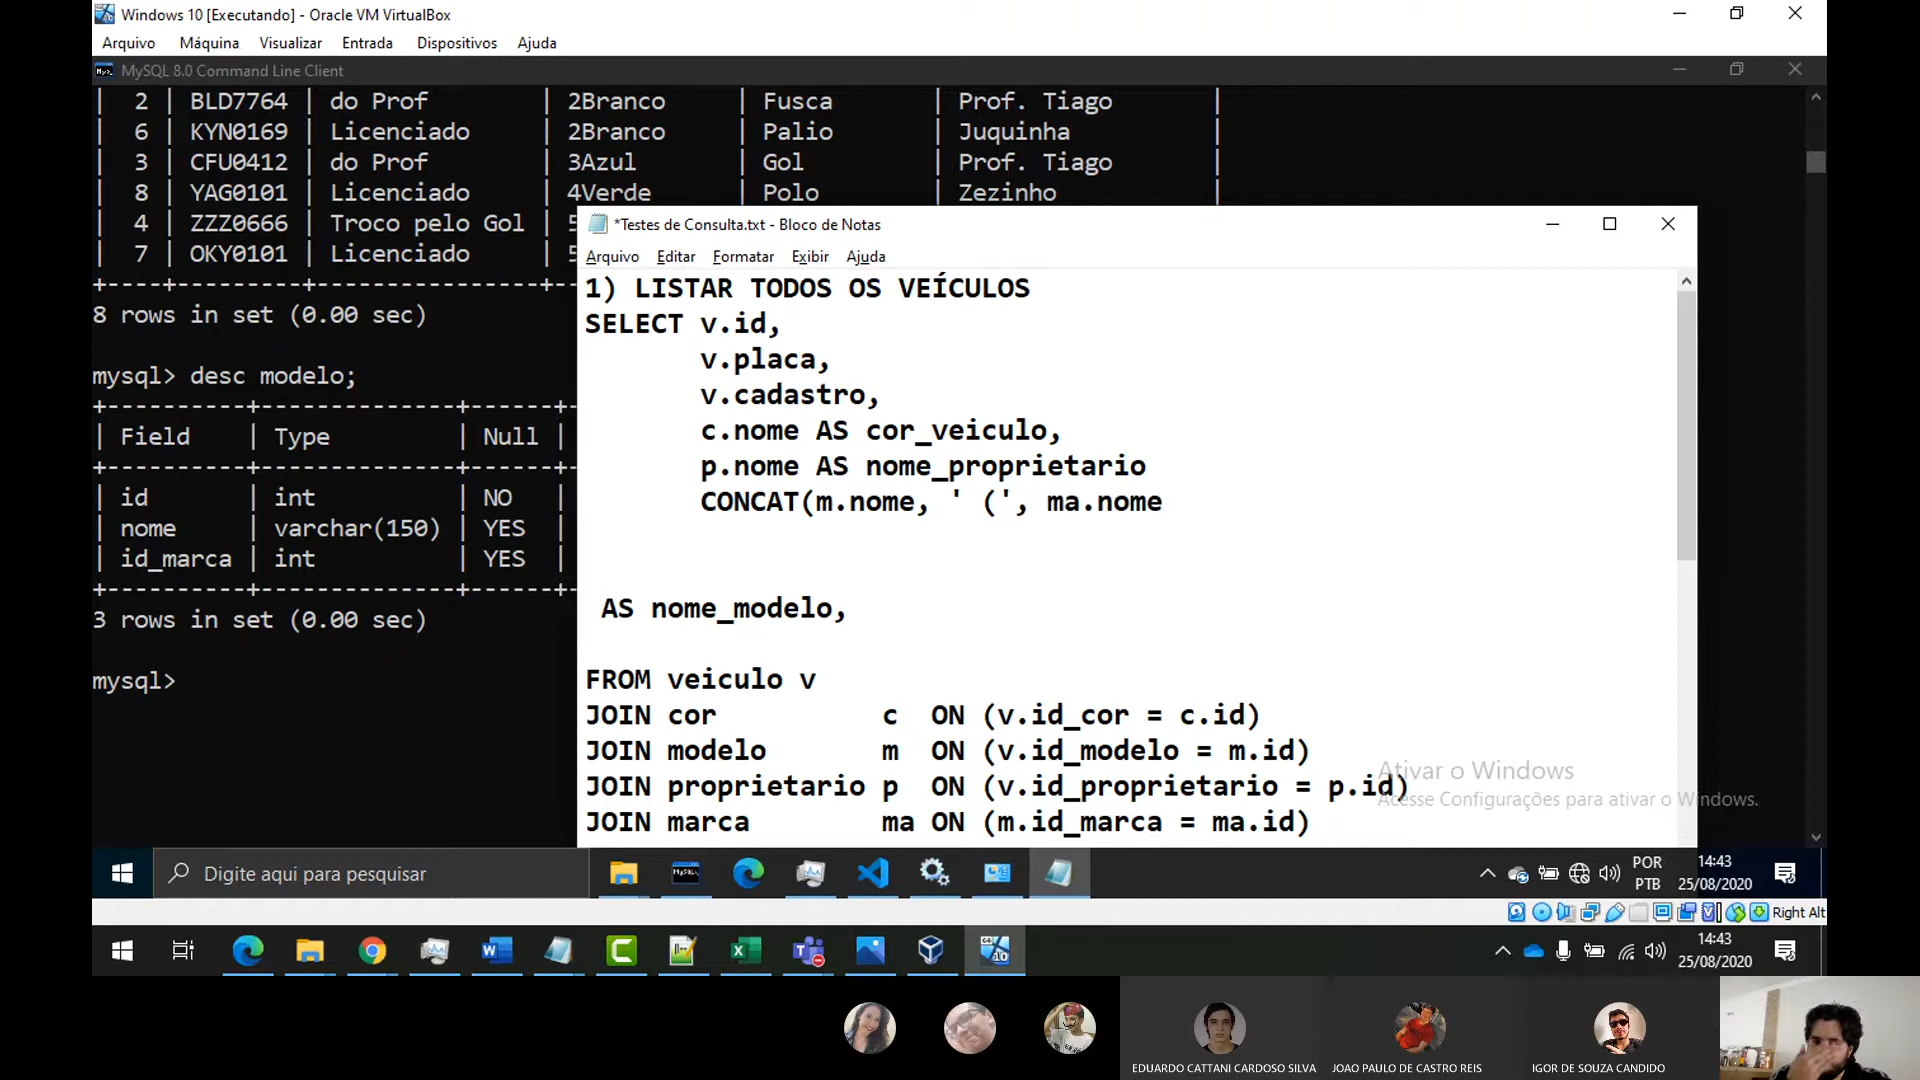 Windows 10 [Executando] - Oracle VM VirtualBox
Arquivo Máquina Visualizar Entrada Dispositivos Ajuda
MySQL 8.0 Command Line Client
| 2 | BLD7764 | do Prof | 2Branco | Fusca | Prof. Tiago |
| 6 | KYN0169 | Licenciado | 2Branco | Palio | Juquinha |
| 3 | CFU0412 | do Prof | 3Azul | Gol | Prof. Tiago |
| 8 | YAG0101 | Licenciado | 4Verde | Polo | Zezinho |
| 4 | ZZZ0666 | Troco pelo Gol | 5
| 7 | OKY0101 | Licenciado | 5
+----+---------+----------------+--
8 rows in set (0.00 sec)
mysql> desc modelo;
+----------+--------------+------+-
| Field | Type | Null |
+----------+--------------+------+-
| id | int | NO |
| nome | varchar(150) | YES |
| id_marca | int | YES |
+----------+--------------+------+-
3 rows in set (0.00 sec)
mysql>
*Testes de Consulta.txt - Bloco de Notas
Arquivo Editar Formatar Exibir Ajuda
1) LISTAR TODOS OS VEÍCULOS
SELECT v.id,
v.placa,
v.cadastro,
c.nome AS cor_veiculo,
p.nome AS nome_proprietario
CONCAT(m.nome, ' (', ma.nome
AS nome_modelo,
FROM veiculo v
JOIN cor c ON (v.id_cor = c.id)
JOIN modelo m ON (v.id_modelo = m.id)
JOIN proprietario p ON (v.id_proprietario = p.id)
JOIN marca ma ON (m.id_marca = ma.id)
Ativar o Windows
Acesse Configurações para ativar o Windows.
Digite aqui para pesquisar
POR
PTB
14:43
25/08/2020
Right Alt
14:43
25/08/2020
EDUARDO CATTANI CARDOSO SILVA
JOAO PAULO DE CASTRO REIS
IGOR DE SOUZA CANDIDO